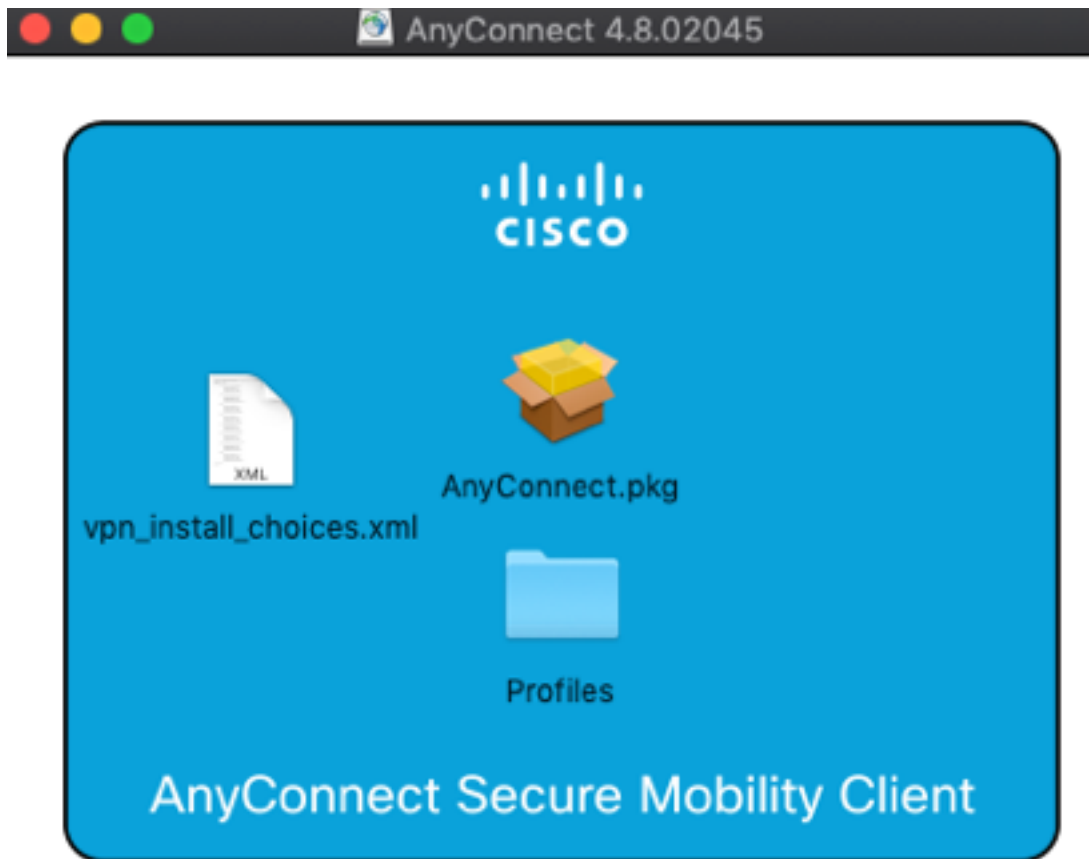 AnyConnect 4.8.02045
CISCO
XML
AnyConnect.pkg
vpn_install_choices.xml
Profiles
AnyConnect Secure Mobility Client